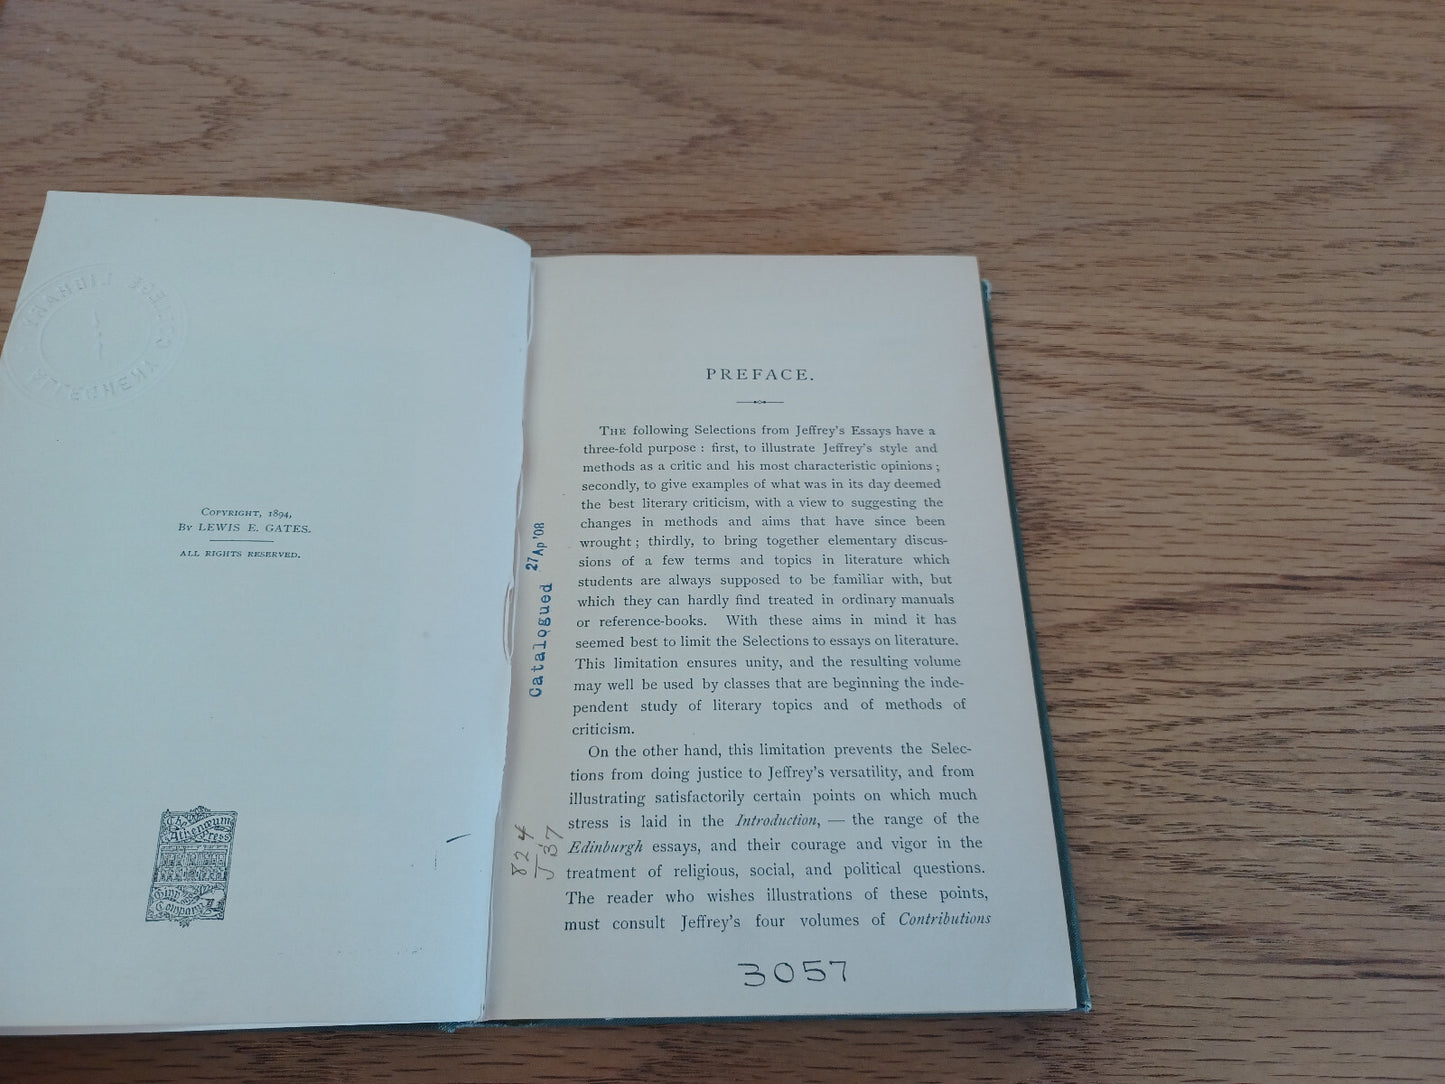 ALLEGHENY COLLEGE LIBRARY
COPYRIGHT, 1894,
BY LEWIS E. GATES.
ALL RIGHTS RESERVED.
The
Athenæum
Press
Ginn
Company
PREFACE.
THE following Selections from Jeffrey's Essays have a
three-fold purpose : first, to illustrate Jeffrey's style and
methods as a critic and his most characteristic opinions ;
secondly, to give examples of what was in its day deemed
the best literary criticism, with a view to suggesting the
changes in methods and aims that have since been
wrought ; thirdly, to bring together elementary discus-
sions of a few terms and topics in literature which
students are always supposed to be familiar with, but
which they can hardly find treated in ordinary manuals
or reference-books. With these aims in mind it has
seemed best to limit the Selections to essays on literature.
This limitation ensures unity, and the resulting volume
may well be used by classes that are beginning the inde-
pendent study of literary topics and of methods of
criticism.
On the other hand, this limitation prevents the Selec-
tions from doing justice to Jeffrey's versatility, and from
illustrating satisfactorily certain points on which much
stress is laid in the Introduction, — the range of the
Edinburgh essays, and their courage and vigor in the
treatment of religious, social, and political questions.
The reader who wishes illustrations of these points,
must consult Jeffrey's four volumes of Contributions
Catalogued 27 Ap '08
824
J37
3057